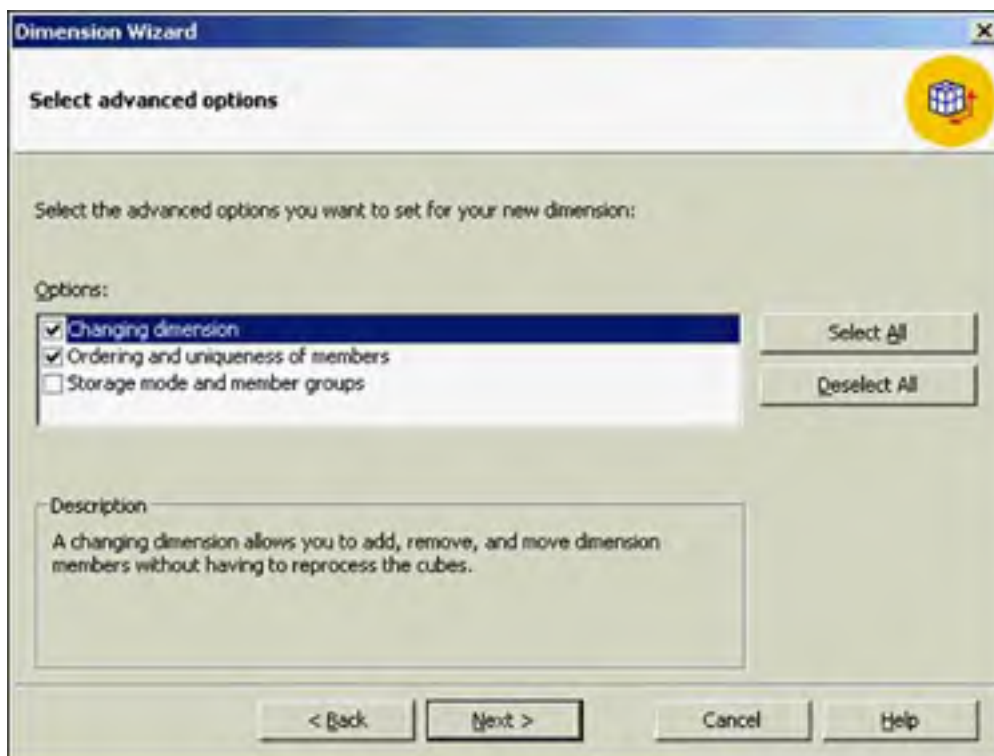 Dimension Wizard
Select advanced options
Select the advanced options you want to set for your new dimension:
Options:
Changing dimension
Ordering and uniqueness of members
Storage mode and member groups
Select All
Deselect All
Description
A changing dimension allows you to add, remove, and move dimension
members without having to reprocess the cubes.
< Back
Next >
Cancel
Help